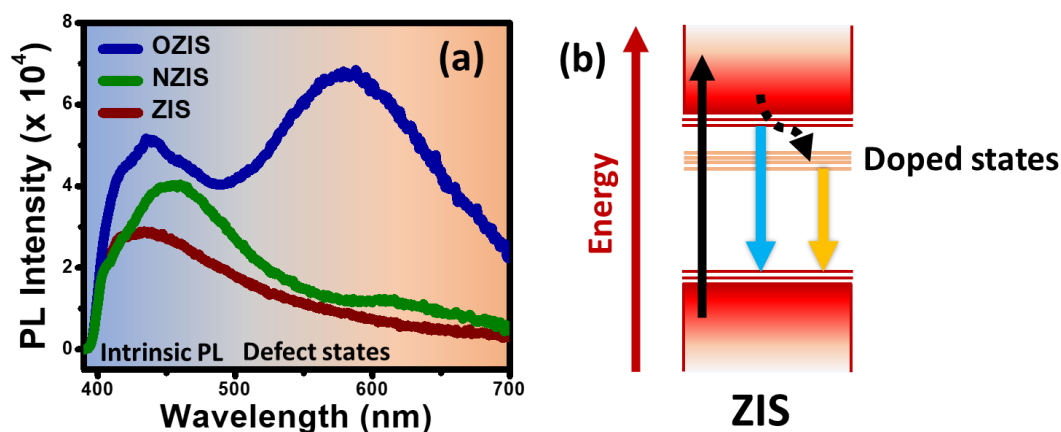 (a)
OZIS
NZIS
ZIS
PL Intensity (x 10⁴)
8
6
4
2
0
Intrinsic PL Defect states
400 500 600 700
Wavelength (nm)
(b)
Energy
Doped states
ZIS